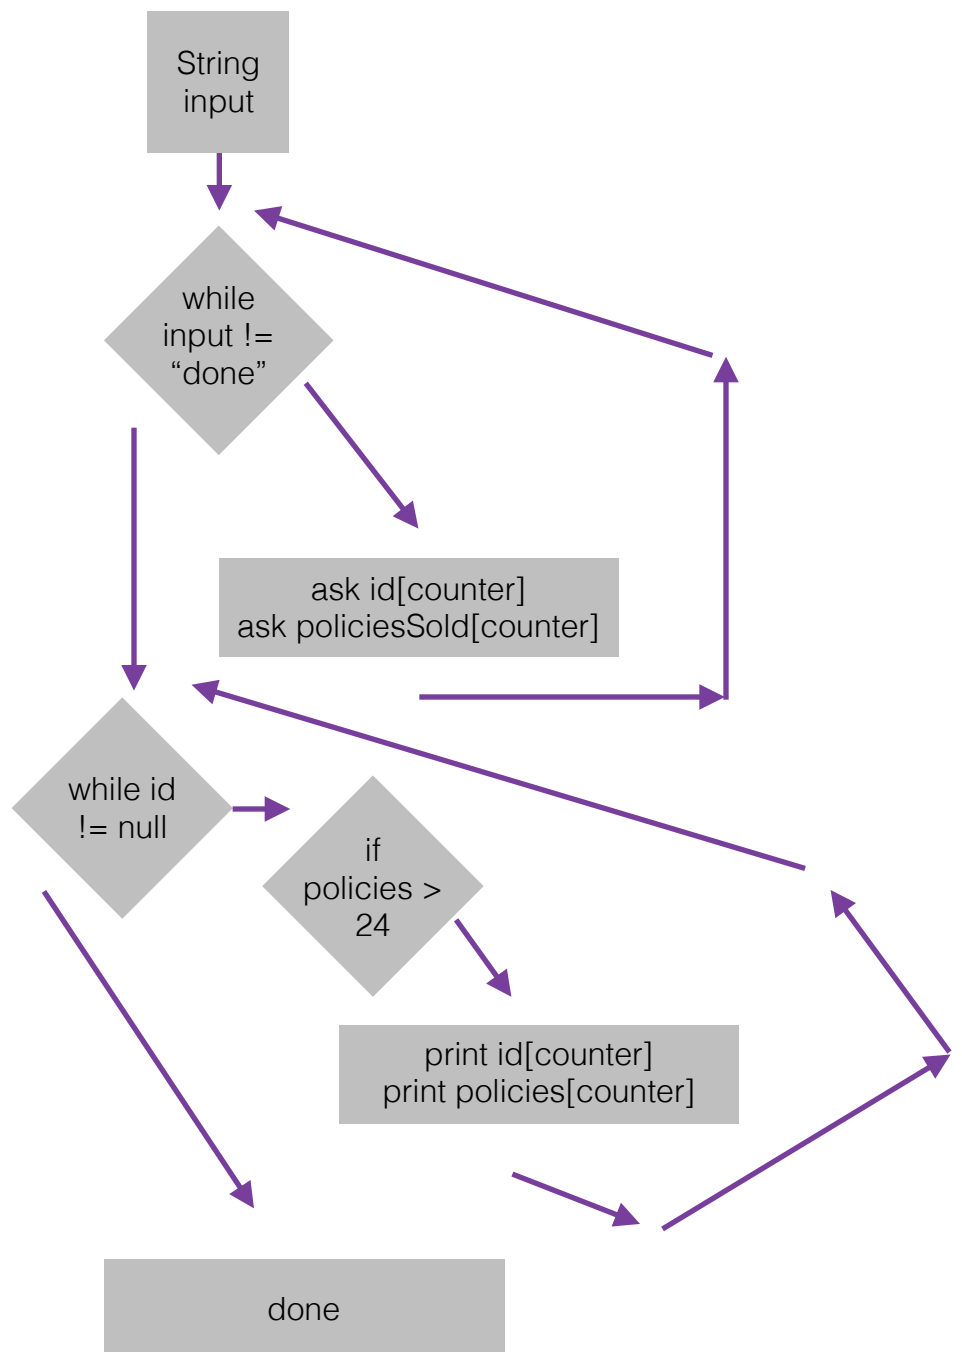 String
input
while
input !=
“done”
ask id[counter]
ask policiesSold[counter]
while id
!= null
if
policies >
24
print id[counter]
print policies[counter]
done